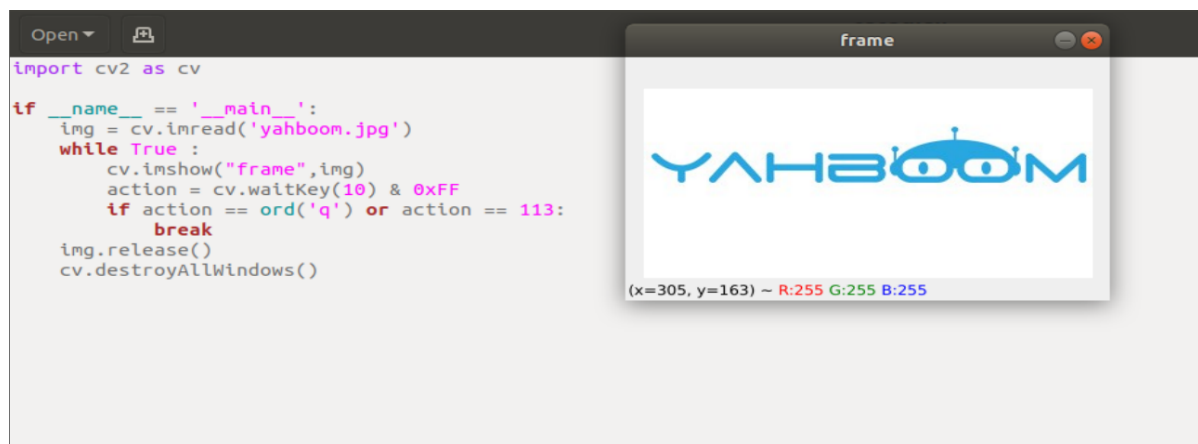 Open
import cv2 as cv
if __name__ == '__main__':
    img = cv.imread('yahboom.jpg')
    while True :
        cv.imshow("frame",img)
        action = cv.waitKey(10) & 0xFF
        if action == ord('q') or action == 113:
            break
    img.release()
    cv.destroyAllWindows()
frame
YAHBOOM
(x=305, y=163) ~ R:255 G:255 B:255